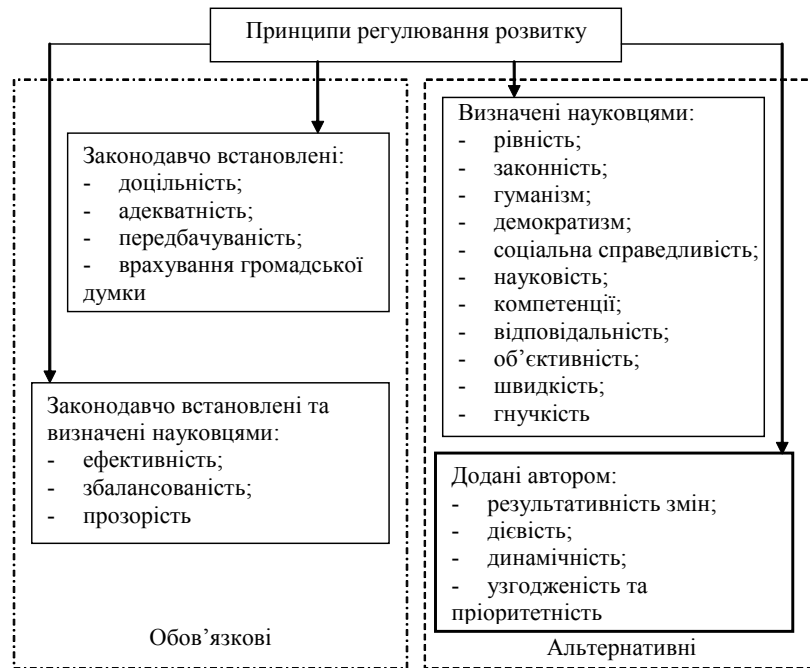 Принципи регулювання розвитку
Законодавчо встановлені:
- доцільність;
- адекватність;
- передбачуваність;
- врахування громадської
думки
Законодавчо встановлені та
визначені науковцями:
- ефективність;
- збалансованість;
- прозорість
Обов’язкові
Визначені науковцями:
- рівність;
- законність;
- гуманізм;
- демократизм;
- соціальна справедливість;
- науковість;
- компетенції;
- відповідальність;
- об’єктивність;
- швидкість;
- гнучкість
Додані автором:
- результативність змін;
- дієвість;
- динамічність;
- узгодженість та
пріоритетність
Альтернативні